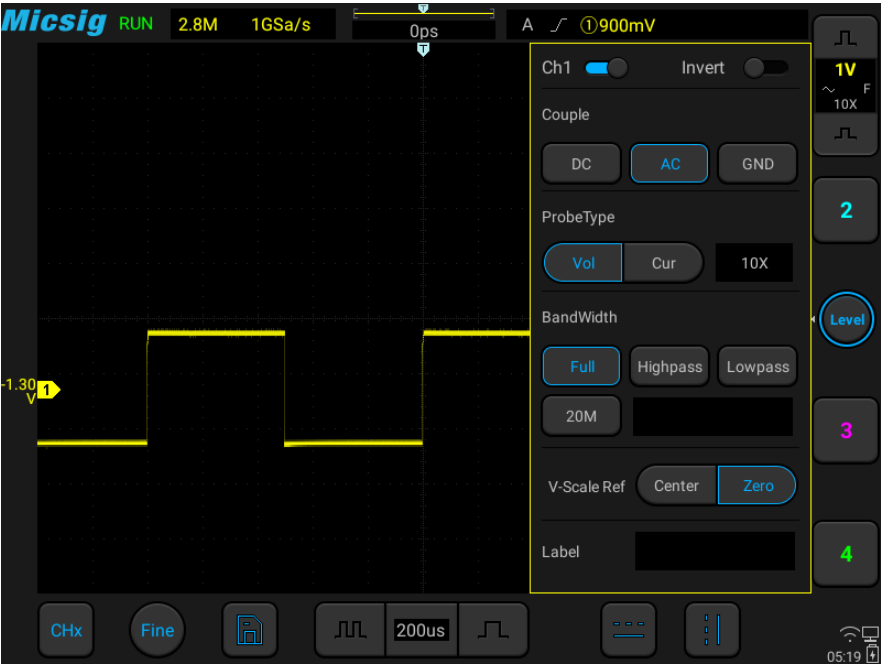 Micsig RUN 2.8M 1GSa/s 0ps A ①900mV
T
T
Ch1 Invert
1V
F
10X
Couple
DC AC GND
2
ProbeType
Vol Cur 10X
BandWidth
Level
Full Highpass Lowpass
-1.30
V
1
20M
3
V-Scale Ref Center Zero
Label
4
CHx Fine 200us
05:19